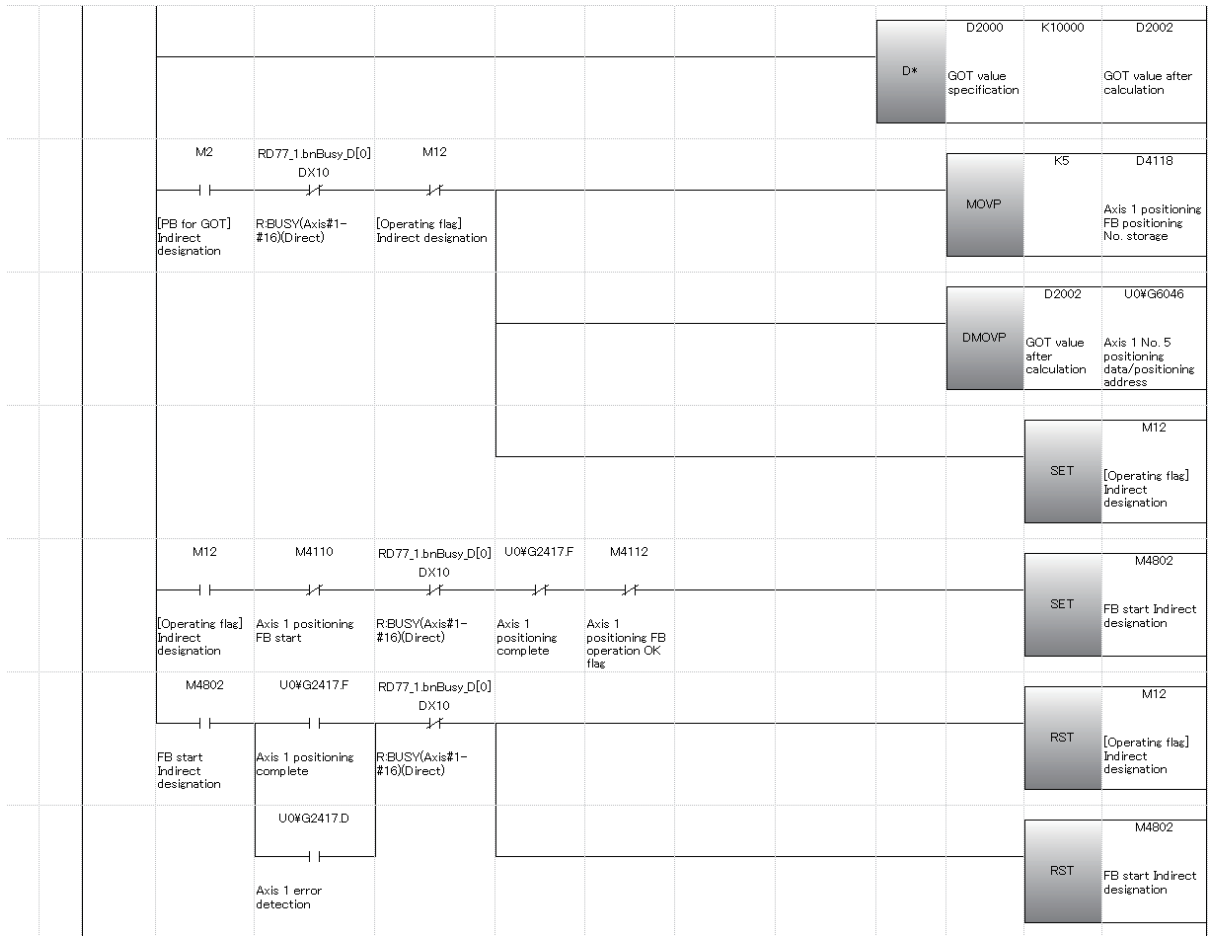 D2000 K10000 D2002
D*
GOT value
specification
GOT value after
calculation
M2
RD77_1.bnBusy_D[0]
DX10
M12
[PB for GOT]
Indirect
designation
R:BUSY(Axis#1-
#16)(Direct)
[Operating flag]
Indirect designation
K5 D4118
MOVP
Axis 1 positioning
FB positioning
No. storage
D2002 U0¥G6046
DMOVP
GOT value
after
calculation
Axis 1 No. 5
positioning
data/positioning
address
M12
SET
[Operating flag]
Indirect
designation
M12
M4110
RD77_1.bnBusy_D[0]
DX10
U0¥G2417.F
M4112
[Operating flag]
Indirect
designation
Axis 1 positioning
FB start
R:BUSY(Axis#1-
#16)(Direct)
Axis 1
positioning
complete
Axis 1
positioning FB
operation OK
flag
M4802
SET
FB start Indirect
designation
M4802
U0¥G2417.F
RD77_1.bnBusy_D[0]
DX10
FB start
Indirect
designation
Axis 1 positioning
complete
R:BUSY(Axis#1-
#16)(Direct)
M12
RST
[Operating flag]
Indirect
designation
U0¥G2417.D
Axis 1 error
detection
M4802
RST
FB start Indirect
designation